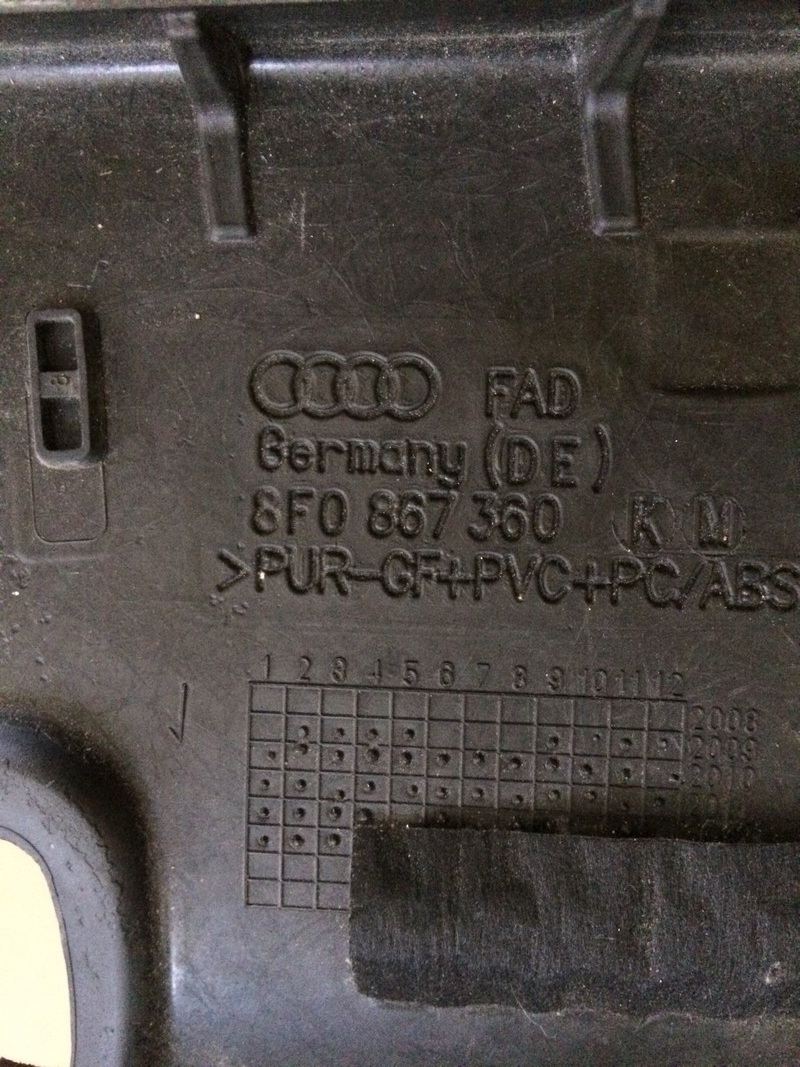 FAD
Germany (DE)
8F0 867 360 K M
>PUR-GF+PVC+PC/ABS
1 2 3 4 5 6 7 8 9 10 11 12
2008
2009
2010